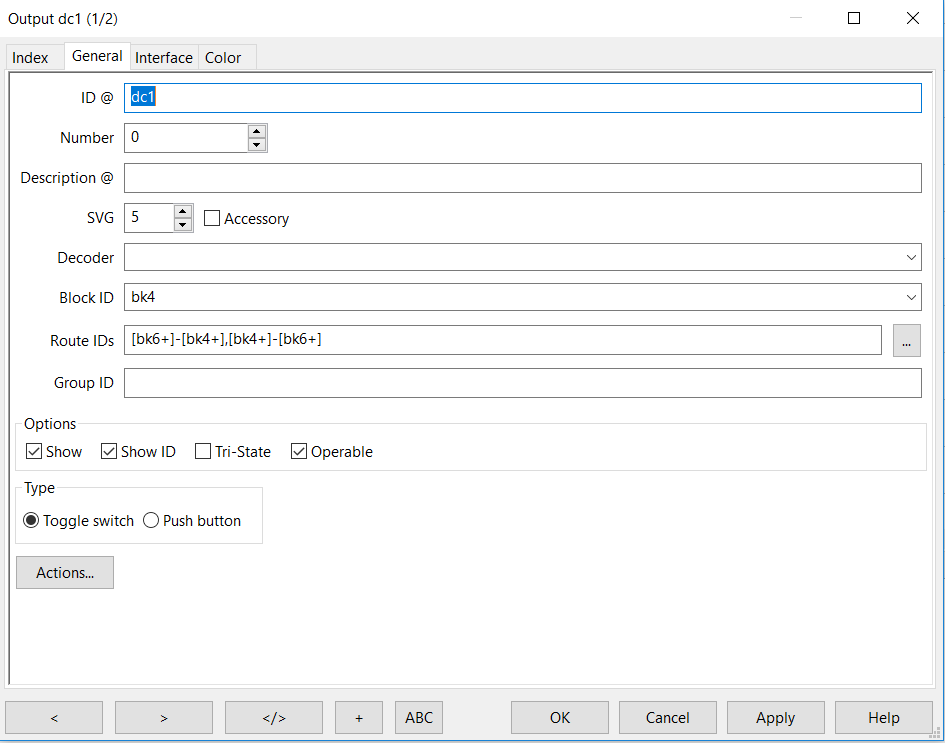 Output dc1 (1/2)
Index General Interface Color
ID @ dc1
Number 0
Description @
SVG 5 Accessory
Decoder
Block ID bk4
Route IDs [bk6+]-[bk4+],[bk4+]-[bk6+] ...
Group ID
Options
Show Show ID Tri-State Operable
Type
Toggle switch Push button
Actions...
< > </> + ABC OK Cancel Apply Help